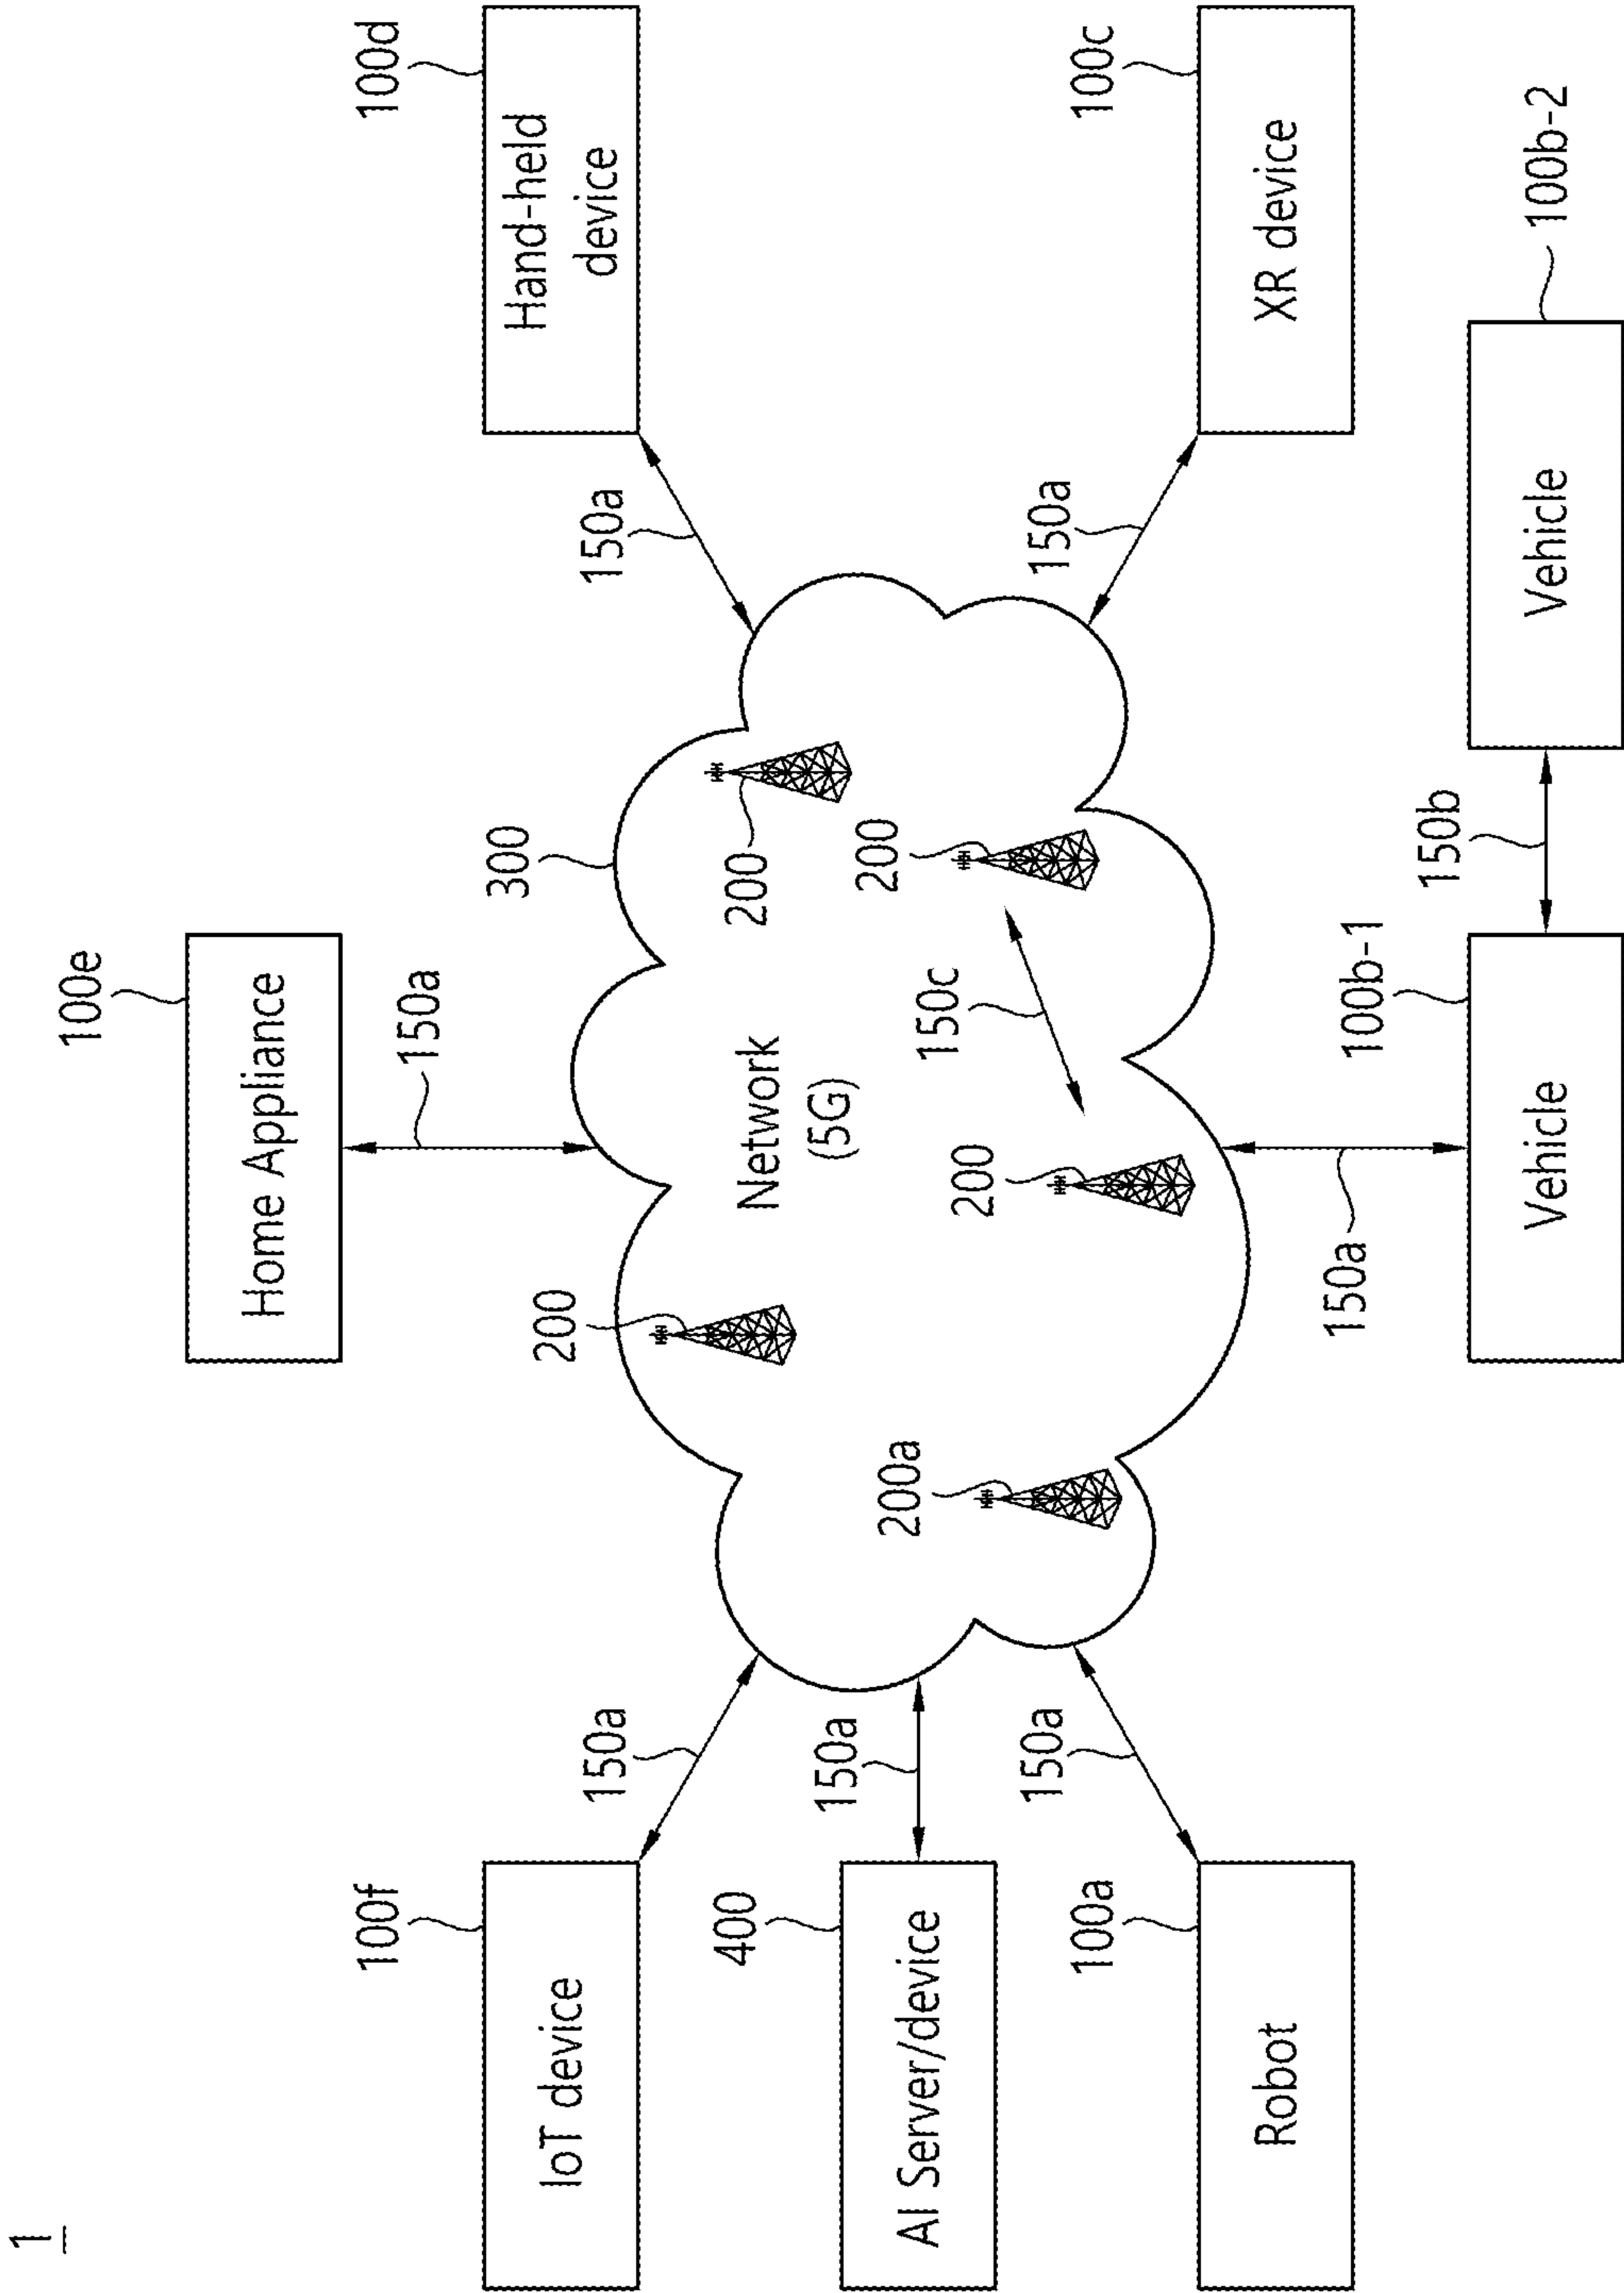 1
100e
Home Appliance
150a
100f
IoT device
150a
300
100d
Hand-held
device
150a
200
200
Network
(5G)
400
AI Server/device
150a
200a
200
150c
200
100a
Robot
150a
100c
XR device
150a
150a
100b-1
Vehicle
150b
100b-2
Vehicle